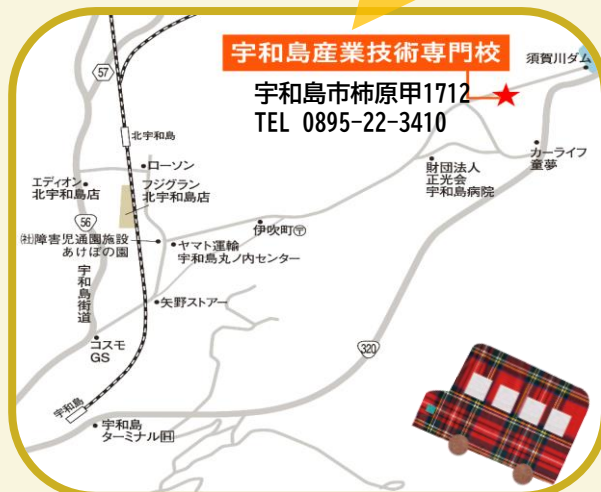 宇和島産業技術専門校
宇和島市柿原甲1712
TEL 0895-22-3410
須賀川ダム
57
北宇和島
ローソン
エディオン
北宇和島店
フジグラン
北宇和島店
56
㈳障害児通園施設
あけぼの園
伊吹町〶
ヤマト運輸
宇和島丸ノ内センター
財団法人
正光会
宇和島病院
カーライフ
童夢
宇和島街道
矢野ストアー
コスモ
GS
320
宇和島
宇和島
ターミナルH